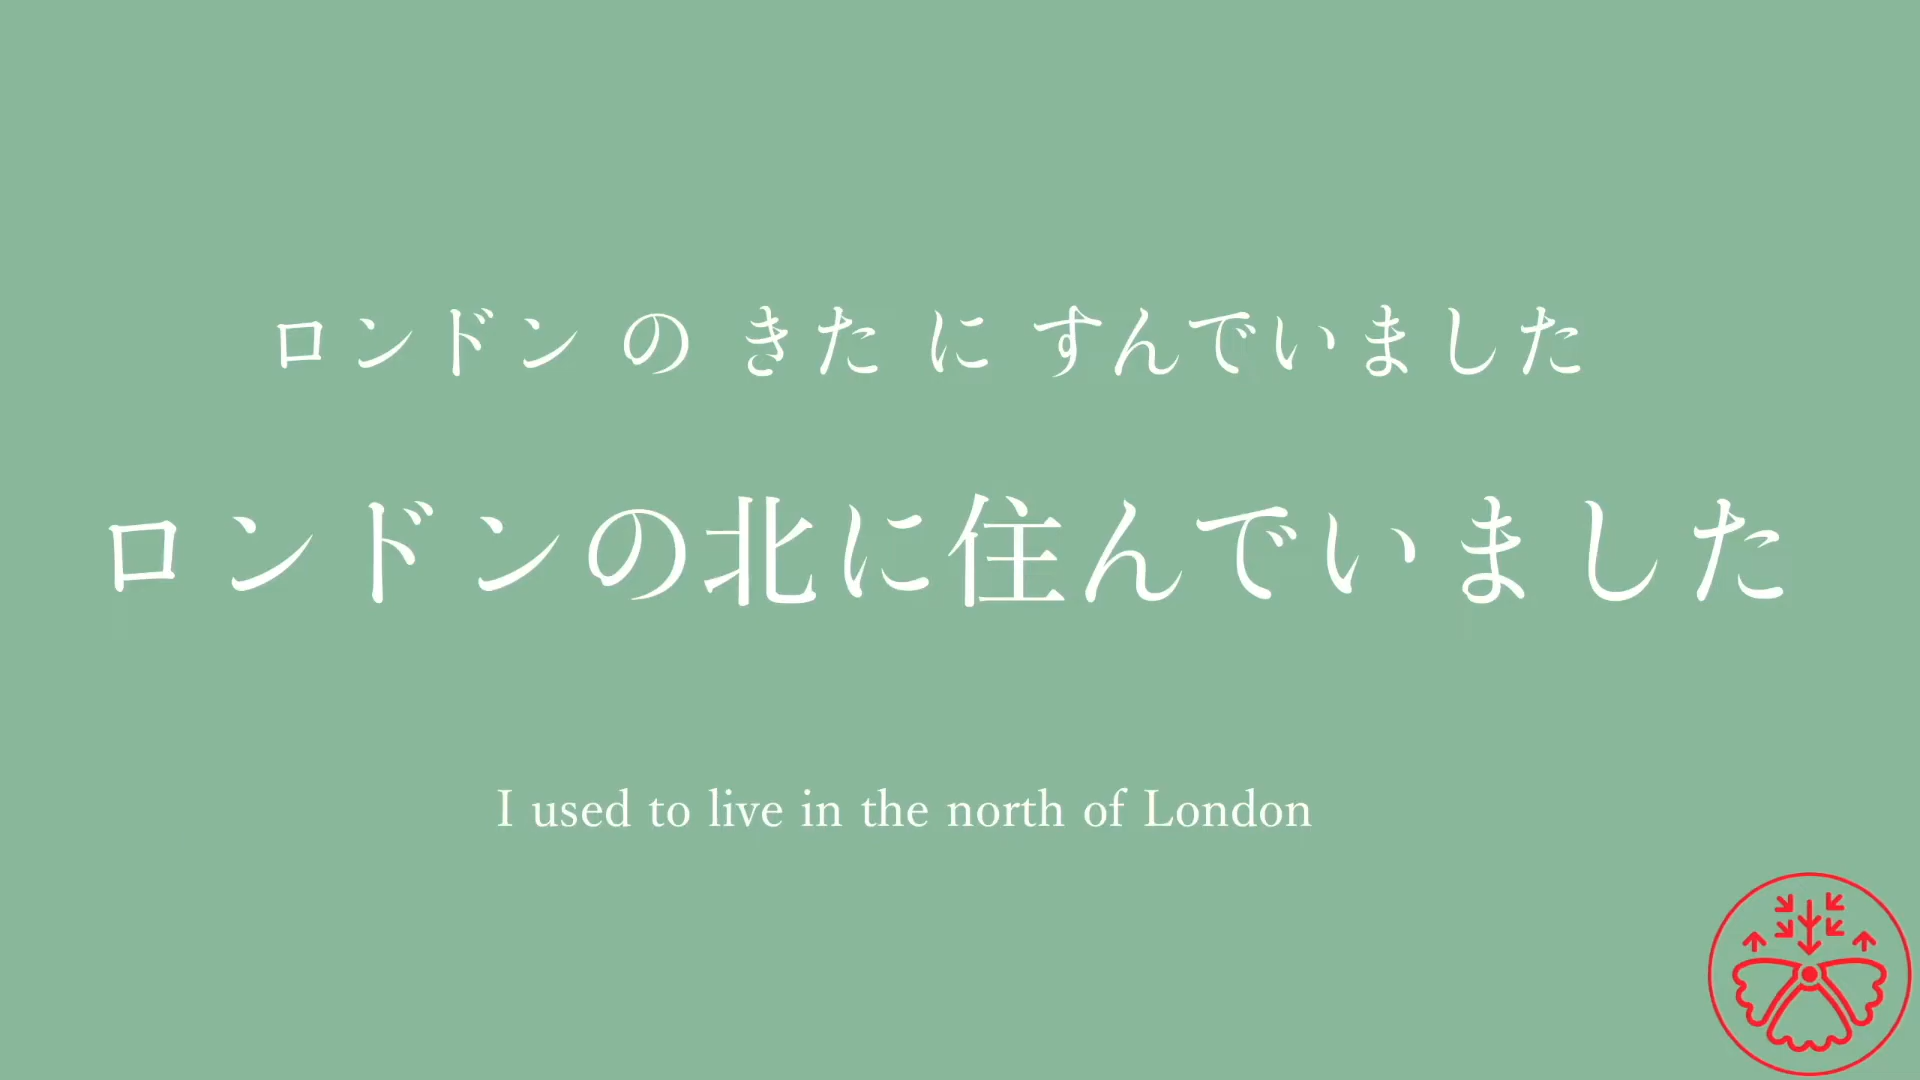 ロンドン の きた に すんでいました
ロンドンの北に住んでいました
I used to live in the north of London